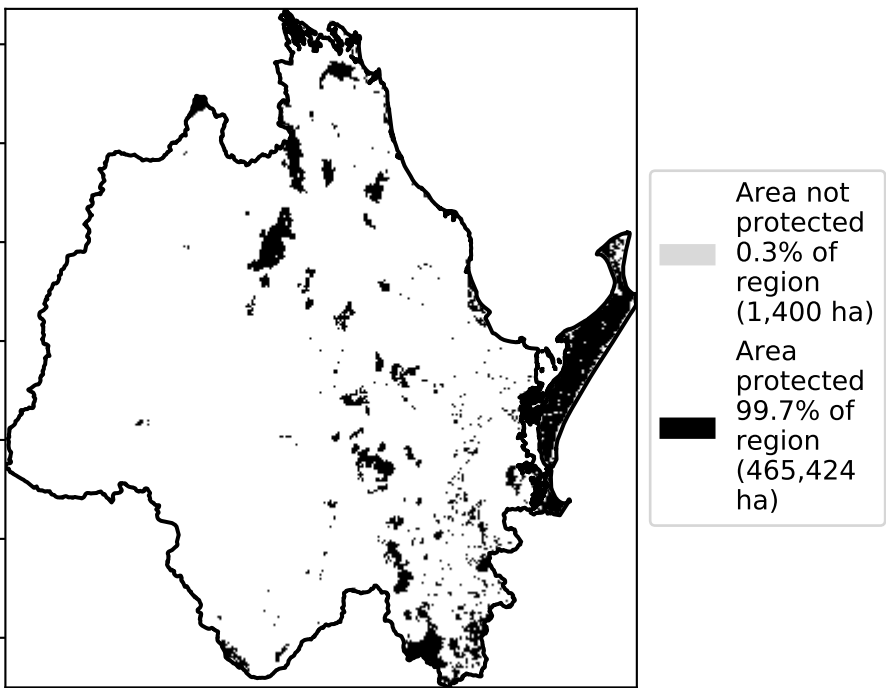 Area not
protected
0.3% of
region
(1,400 ha)
Area
protected
99.7% of
region
(465,424
ha)